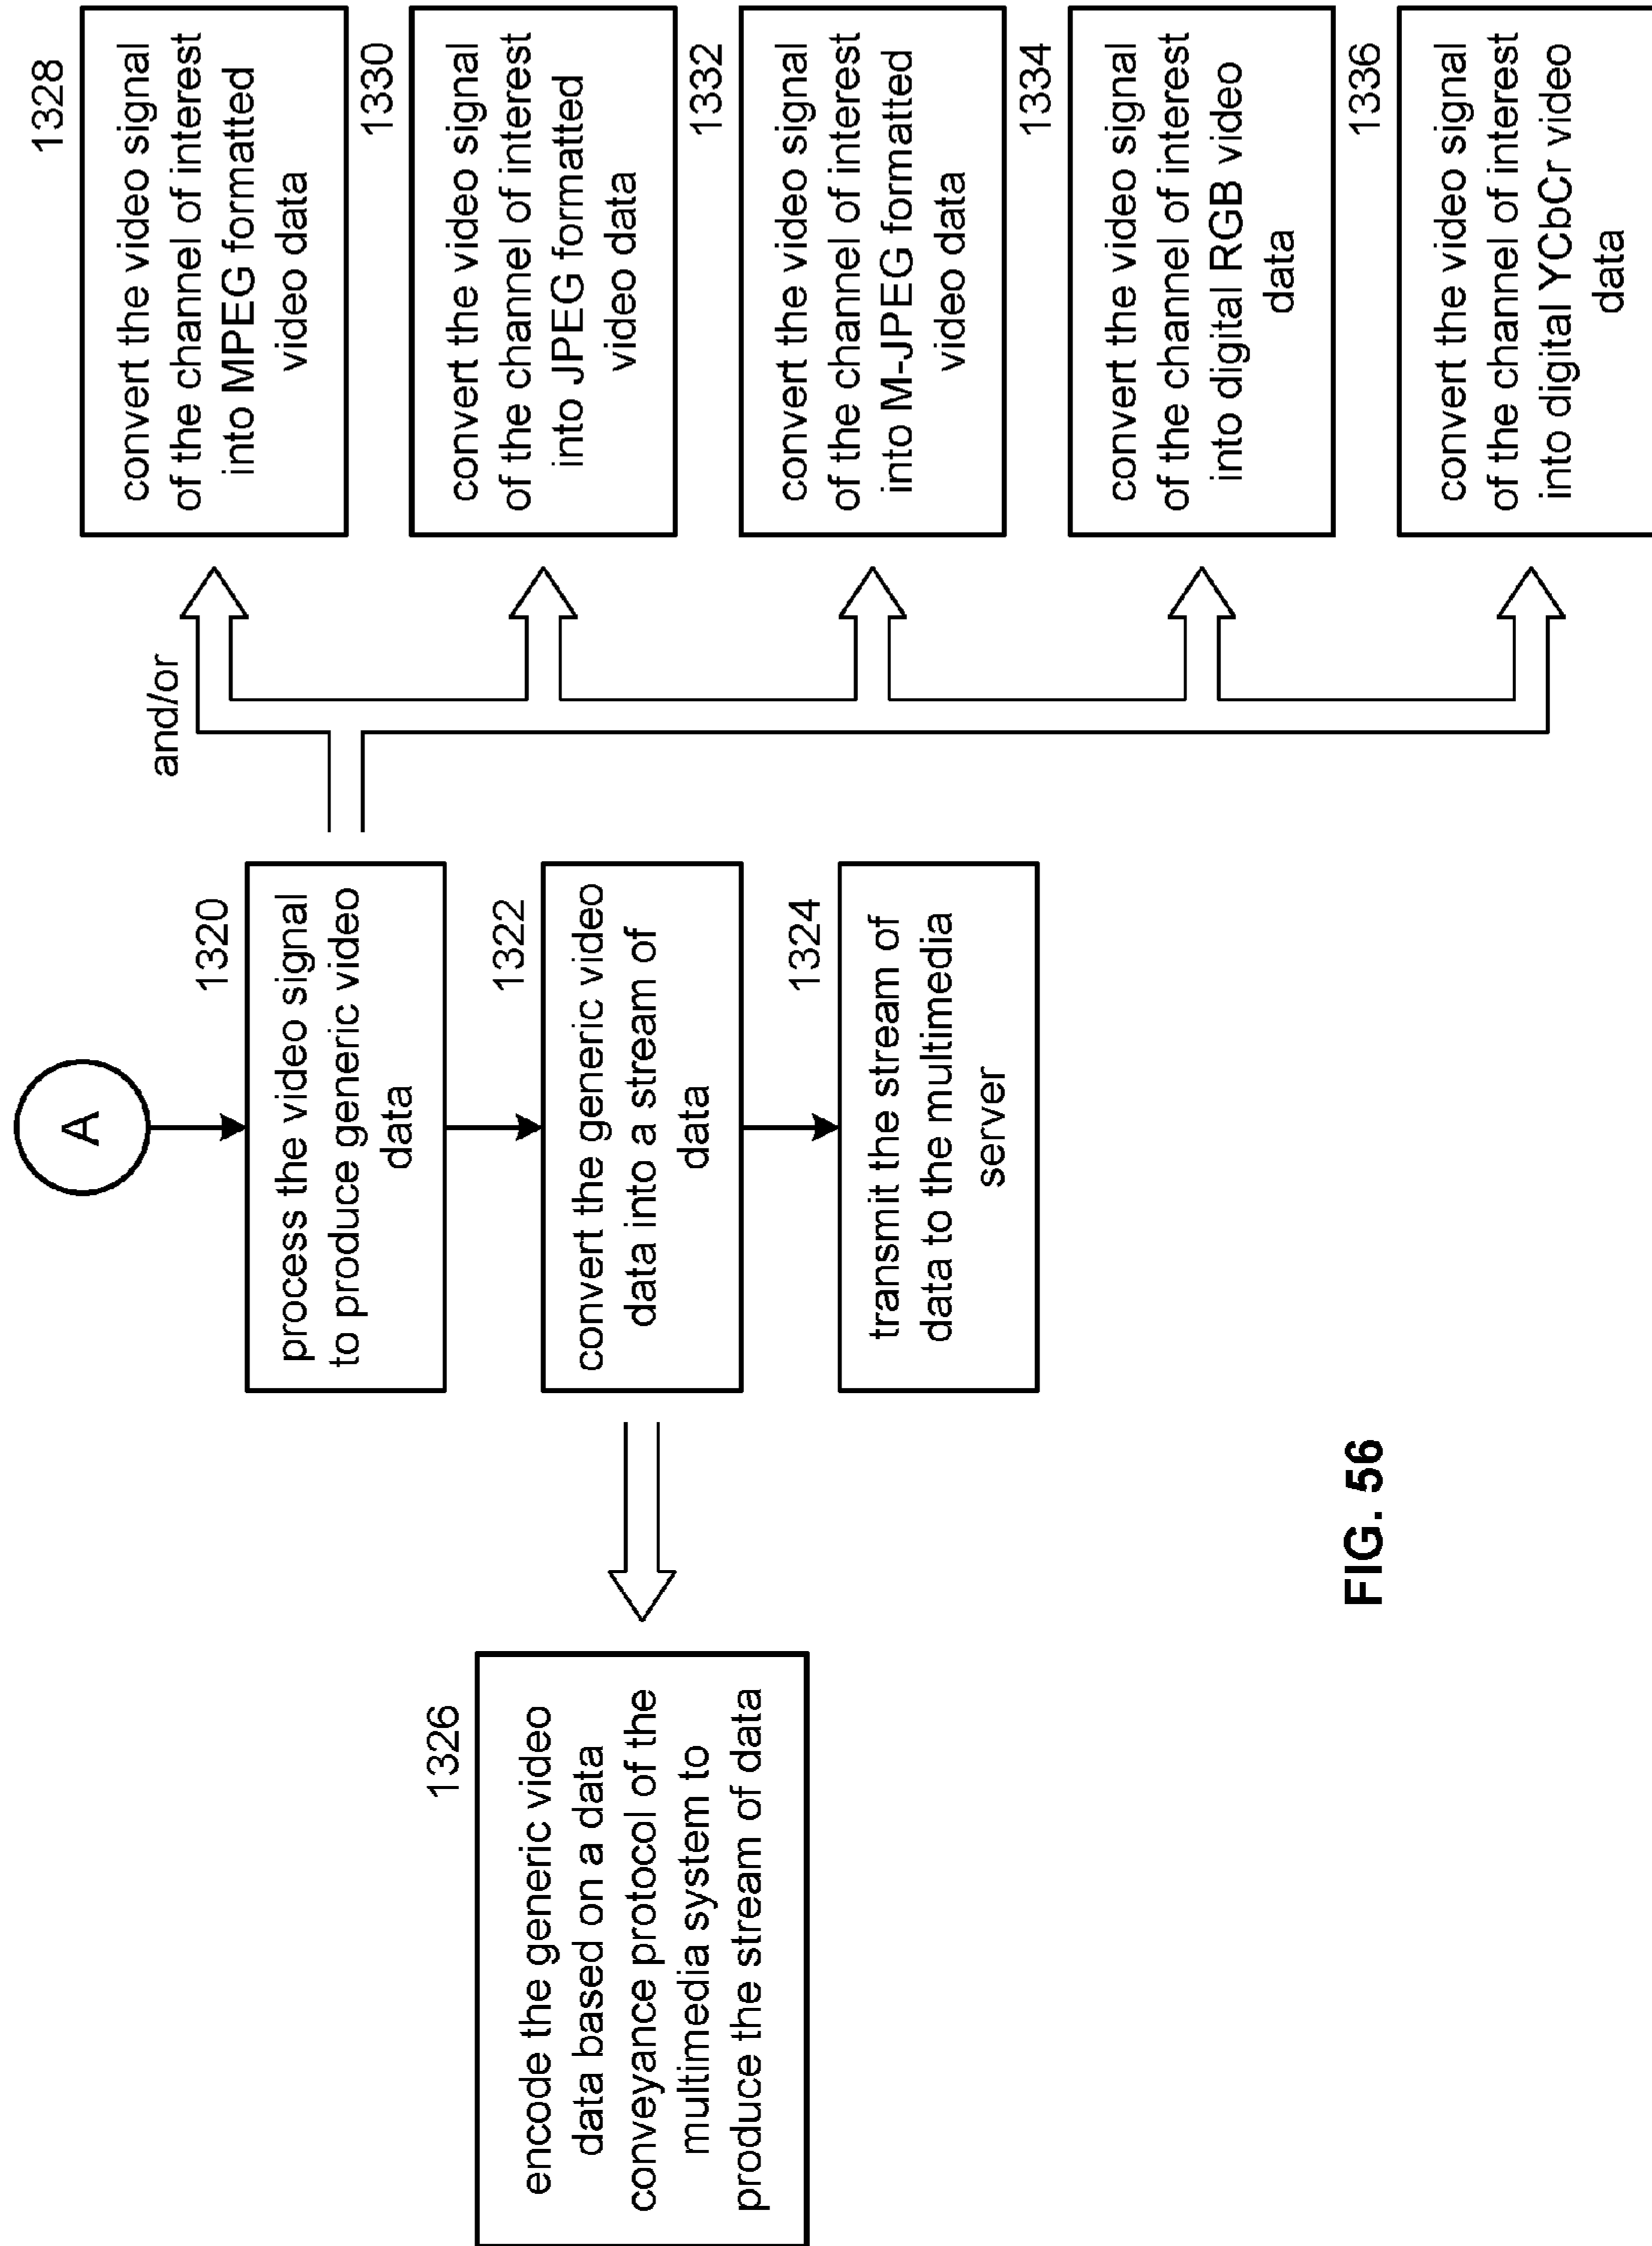 A
1320
process the video signal
to produce generic video
data
1322
convert the generic video
data into a stream of
data
1324
transmit the stream of
data to the multimedia
server
1326
encode the generic video
data based on a data
conveyance protocol of the
multimedia system to
produce the stream of data
and/or
1328
convert the video signal
of the channel of interest
into MPEG formatted
video data
1330
convert the video signal
of the channel of interest
into JPEG formatted
video data
1332
convert the video signal
of the channel of interest
into M-JPEG formatted
video data
1334
convert the video signal
of the channel of interest
into digital RGB video
data
1336
convert the video signal
of the channel of interest
into digital YCbCr video
data
FIG. 56